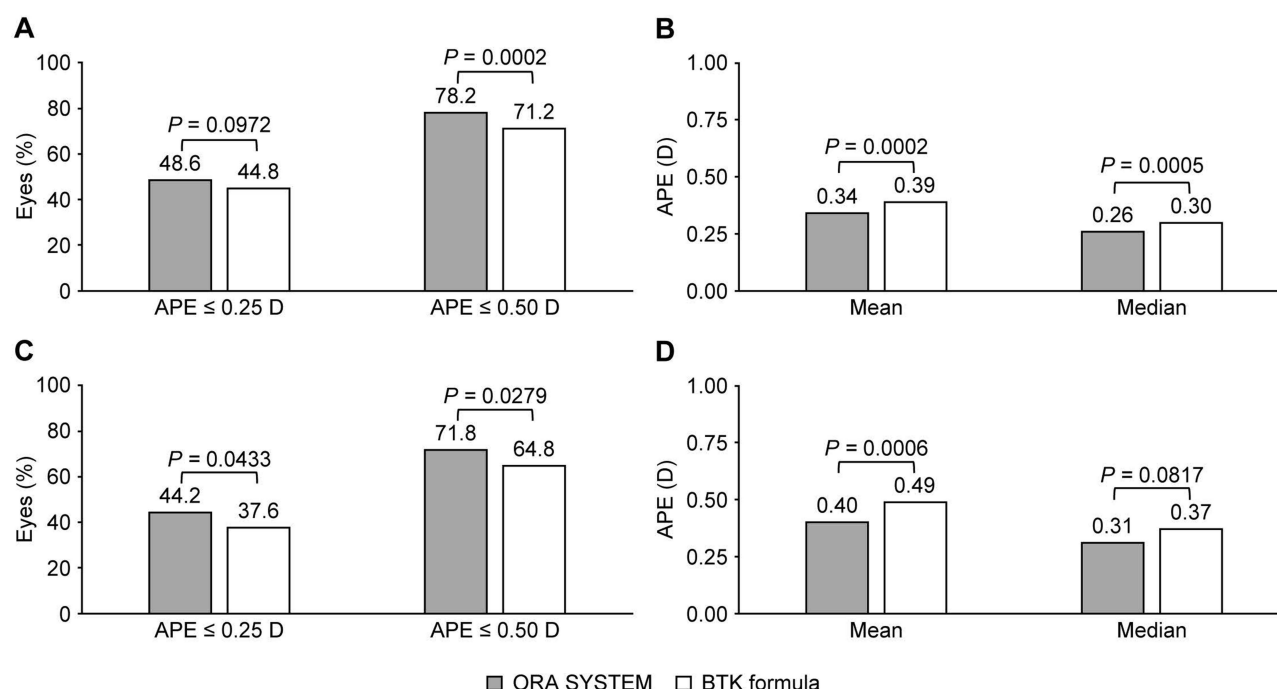 A
Eyes (%)
100
80
60
40
20
0
P = 0.0972
48.6
44.8
P = 0.0002
78.2
71.2
APE ≤ 0.25 D
APE ≤ 0.50 D
B
APE (D)
1.00
0.75
0.50
0.25
0.00
P = 0.0002
0.34
0.39
P = 0.0005
0.26
0.30
Mean
Median
C
Eyes (%)
100
80
60
40
20
0
P = 0.0433
44.2
37.6
P = 0.0279
71.8
64.8
APE ≤ 0.25 D
APE ≤ 0.50 D
D
APE (D)
1.00
0.75
0.50
0.25
0.00
P = 0.0006
0.40
0.49
P = 0.0817
0.31
0.37
Mean
Median
ORA SYSTEM
BTK formula